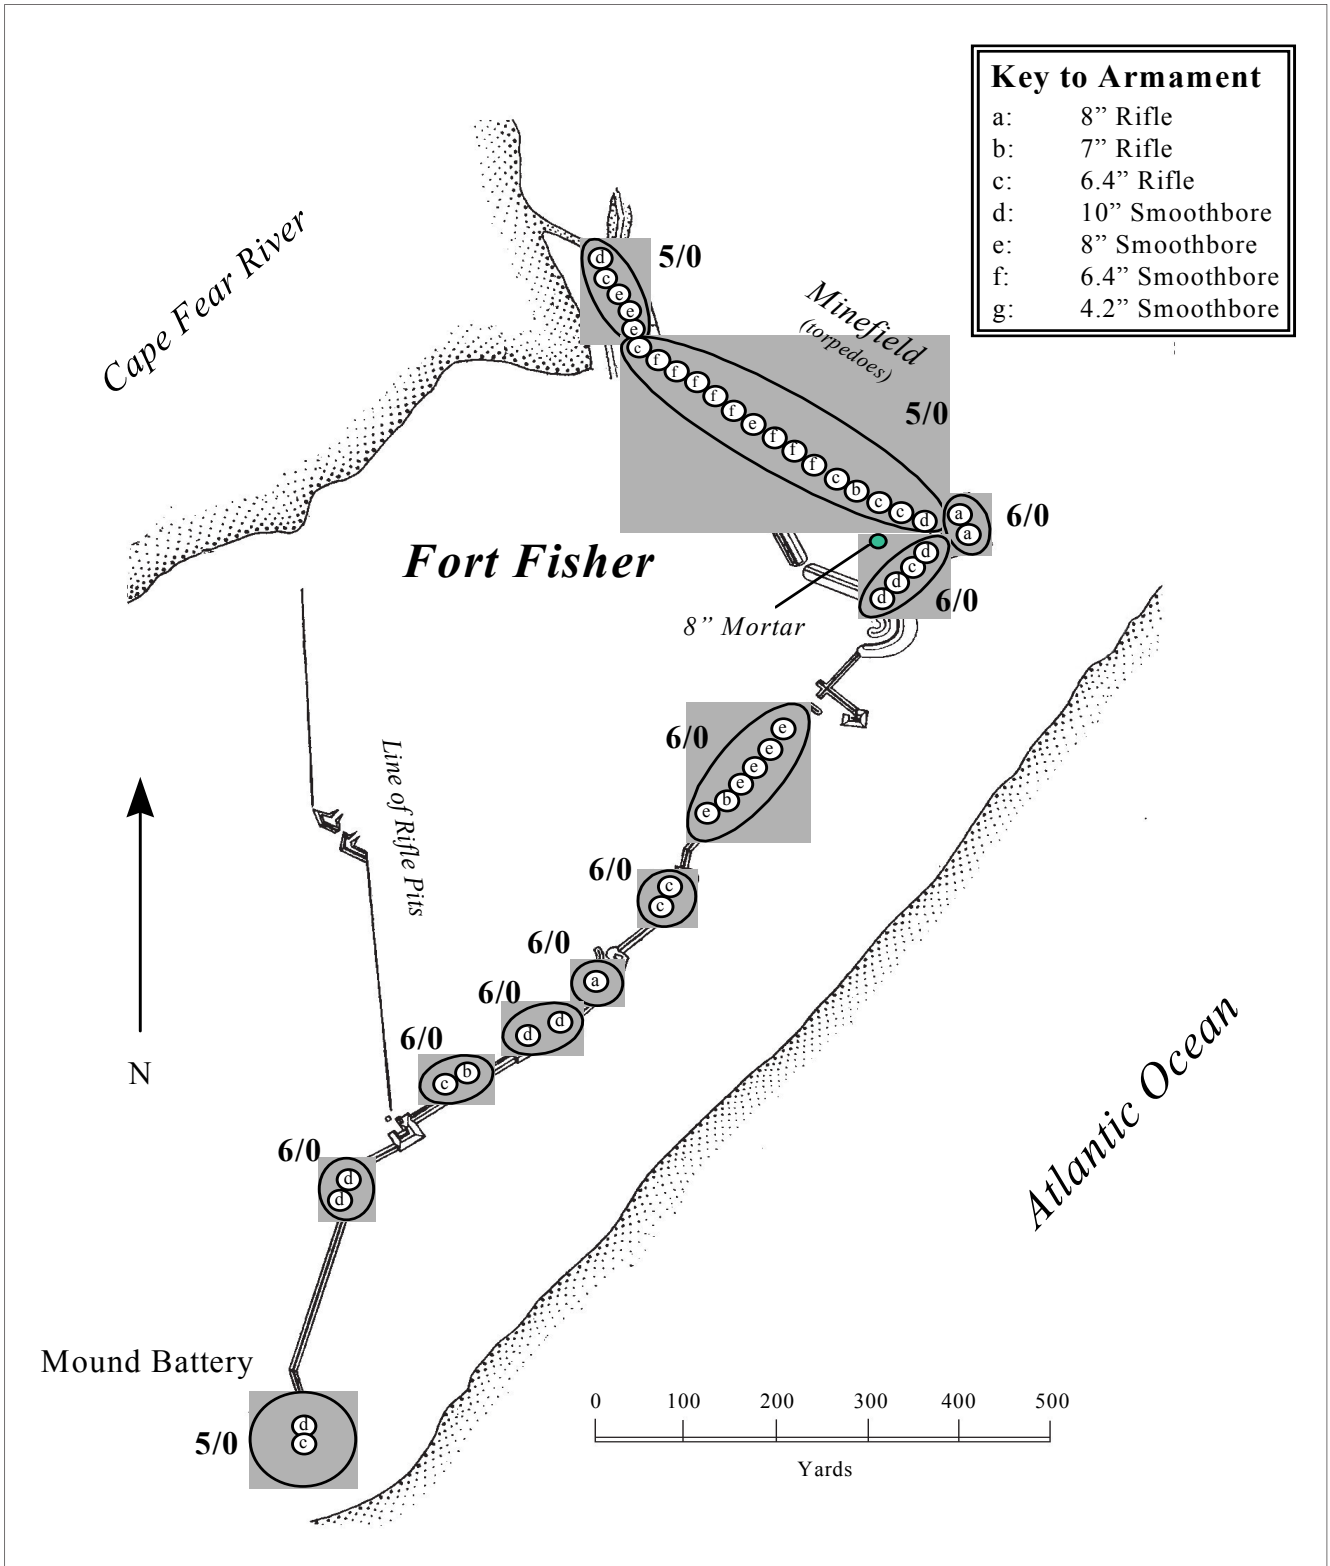 Key to Armament
a: 8” Rifle
b: 7” Rifle
c: 6.4” Rifle
d: 10” Smoothbore
e: 8” Smoothbore
f: 6.4” Smoothbore
g: 4.2” Smoothbore
Cape Fear River
5/0
d
c
e
e
e
Minefield
(torpedoes)
5/0
c
f
f
f
f
f
e
f
f
f
c
b
c
c
d
6/0
a
a
Fort Fisher
d
c
d
d
6/0
8” Mortar
6/0
e
e
e
e
b
e
Line of Rifle Pits
6/0
c
c
6/0
a
6/0
d
d
6/0
b
c
N
Atlantic Ocean
6/0
d
d
Mound Battery
5/0
d
c
0 100 200 300 400 500
Yards